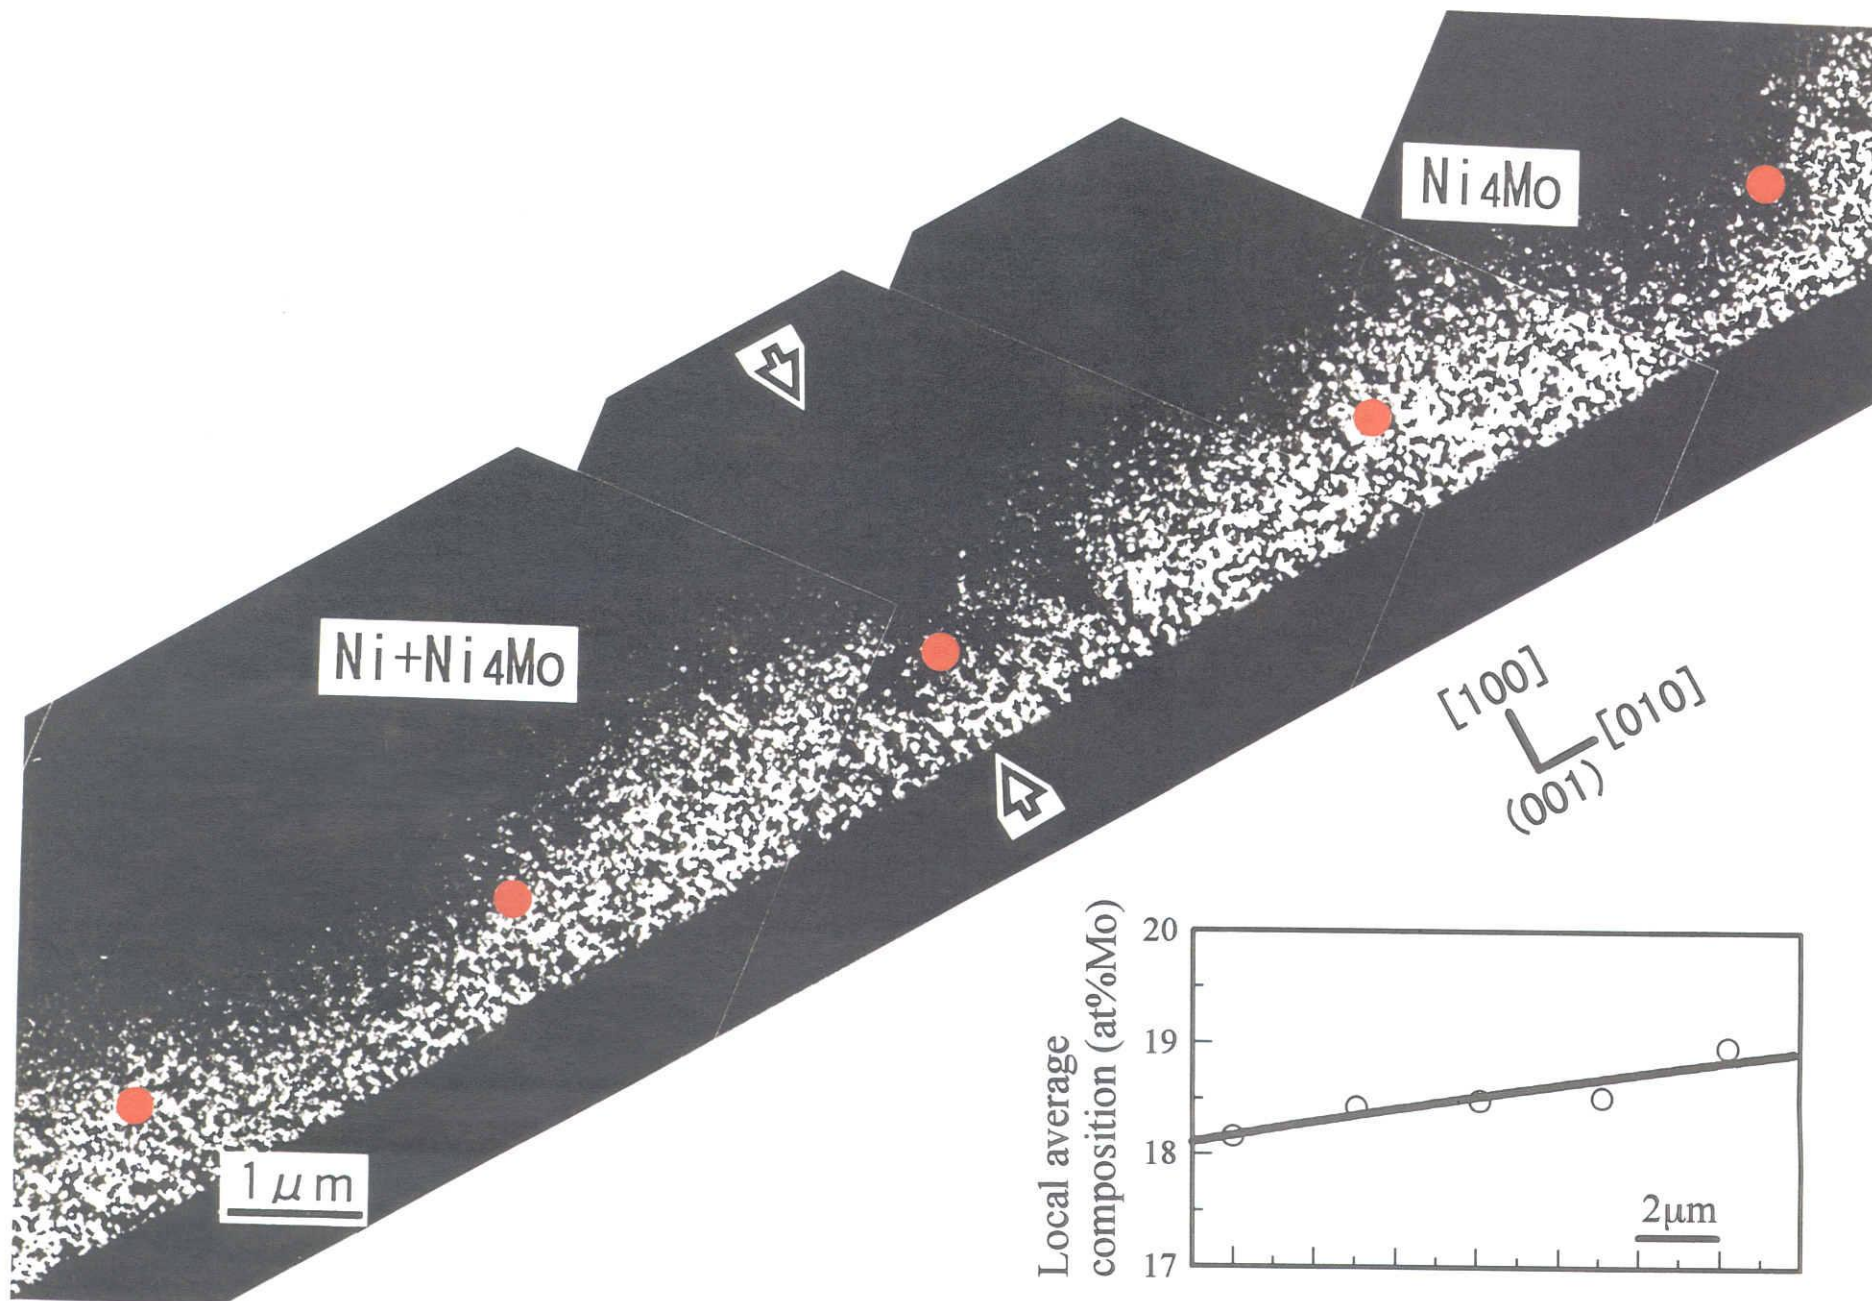 Ni4Mo
Ni+Ni4Mo
[100]
[010]
(001)
1μm
Local average
composition (at%Mo)
20
19
18
17
2μm